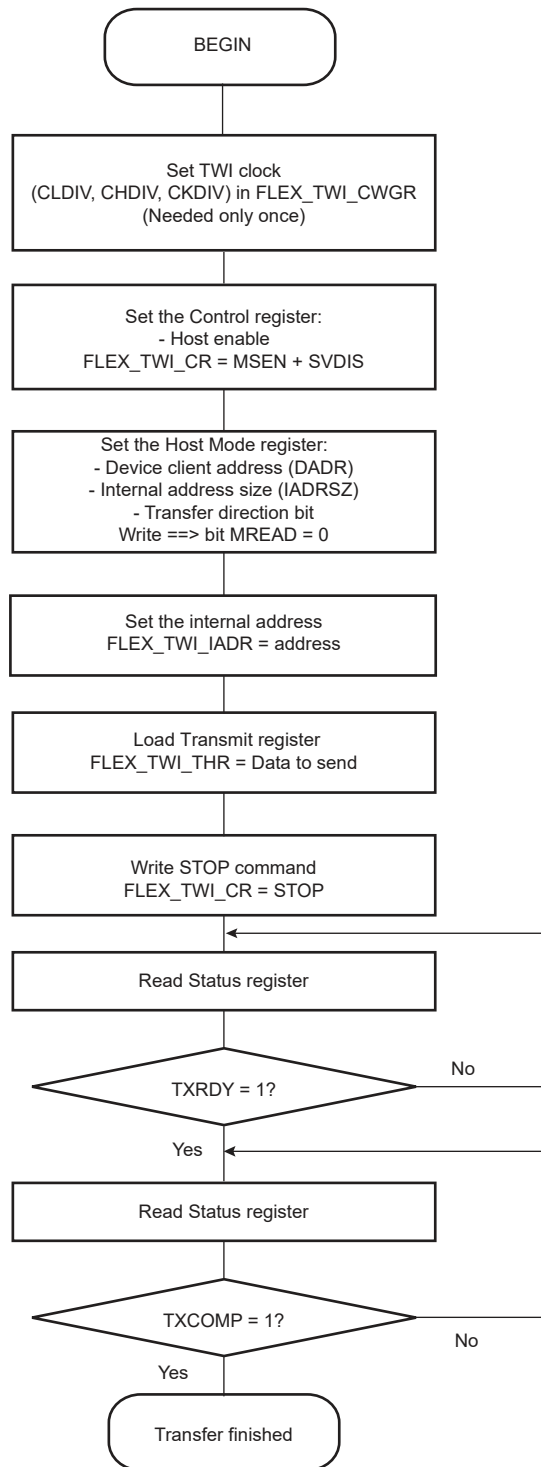 BEGIN
Set TWI clock
(CLDIV, CHDIV, CKDIV) in FLEX_TWI_CWGR
(Needed only once)
Set the Control register:
- Host enable
FLEX_TWI_CR = MSEN + SVDIS
Set the Host Mode register:
- Device client address (DADR)
- Internal address size (IADRSZ)
- Transfer direction bit
Write ==> bit MREAD = 0
Set the internal address
FLEX_TWI_IADR = address
Load Transmit register
FLEX_TWI_THR = Data to send
Write STOP command
FLEX_TWI_CR = STOP
Read Status register
No
TXRDY = 1?
Yes
Read Status register
TXCOMP = 1?
No
Yes
Transfer finished